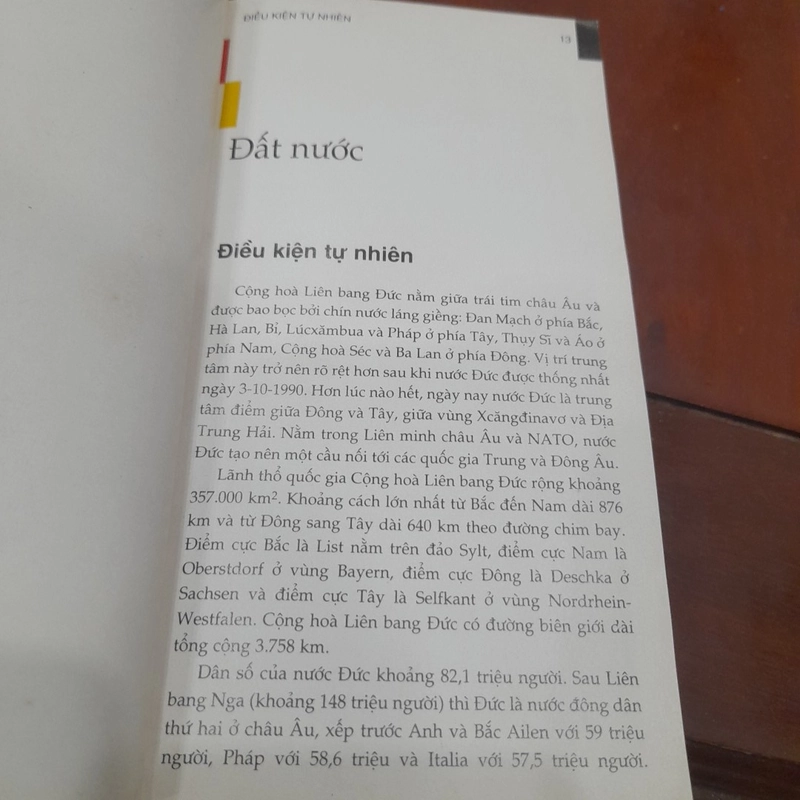 ĐIỀU KIỆN TỰ NHIÊN
13
Đất nước
Điều kiện tự nhiên
Cộng hoà Liên bang Đức nằm giữa trái tim châu Âu và
được bao bọc bởi chín nước láng giềng: Đan Mạch ở phía Bắc,
Hà Lan, Bỉ, Lúcxămbua và Pháp ở phía Tây, Thụy Sĩ và Áo ở
phía Nam, Cộng hoà Séc và Ba Lan ở phía Đông. Vị trí trung
tâm này trở nên rõ rệt hơn sau khi nước Đức được thống nhất
ngày 3-10-1990. Hơn lúc nào hết, ngày nay nước Đức là trung
tâm điểm giữa Đông và Tây, giữa vùng Xcăngđinavơ và Địa
Trung Hải. Nằm trong Liên minh châu Âu và NATO, nước
Đức tạo nên một cầu nối tới các quốc gia Trung và Đông Âu.
Lãnh thổ quốc gia Cộng hoà Liên bang Đức rộng khoảng
357.000 km². Khoảng cách lớn nhất từ Bắc đến Nam dài 876
km và từ Đông sang Tây dài 640 km theo đường chim bay.
Điểm cực Bắc là List nằm trên đảo Sylt, điểm cực Nam là
Oberstdorf ở vùng Bayern, điểm cực Đông là Deschka ở
Sachsen và điểm cực Tây là Selfkant ở vùng Nordrhein-
Westfalen. Cộng hoà Liên bang Đức có đường biên giới dài
tổng cộng 3.758 km.
Dân số của nước Đức khoảng 82,1 triệu người. Sau Liên
bang Nga (khoảng 148 triệu người) thì Đức là nước đông dân
thứ hai ở châu Âu, xếp trước Anh và Bắc Ailen với 59 triệu
người, Pháp với 58,6 triệu và Italia với 57,5 triệu người.